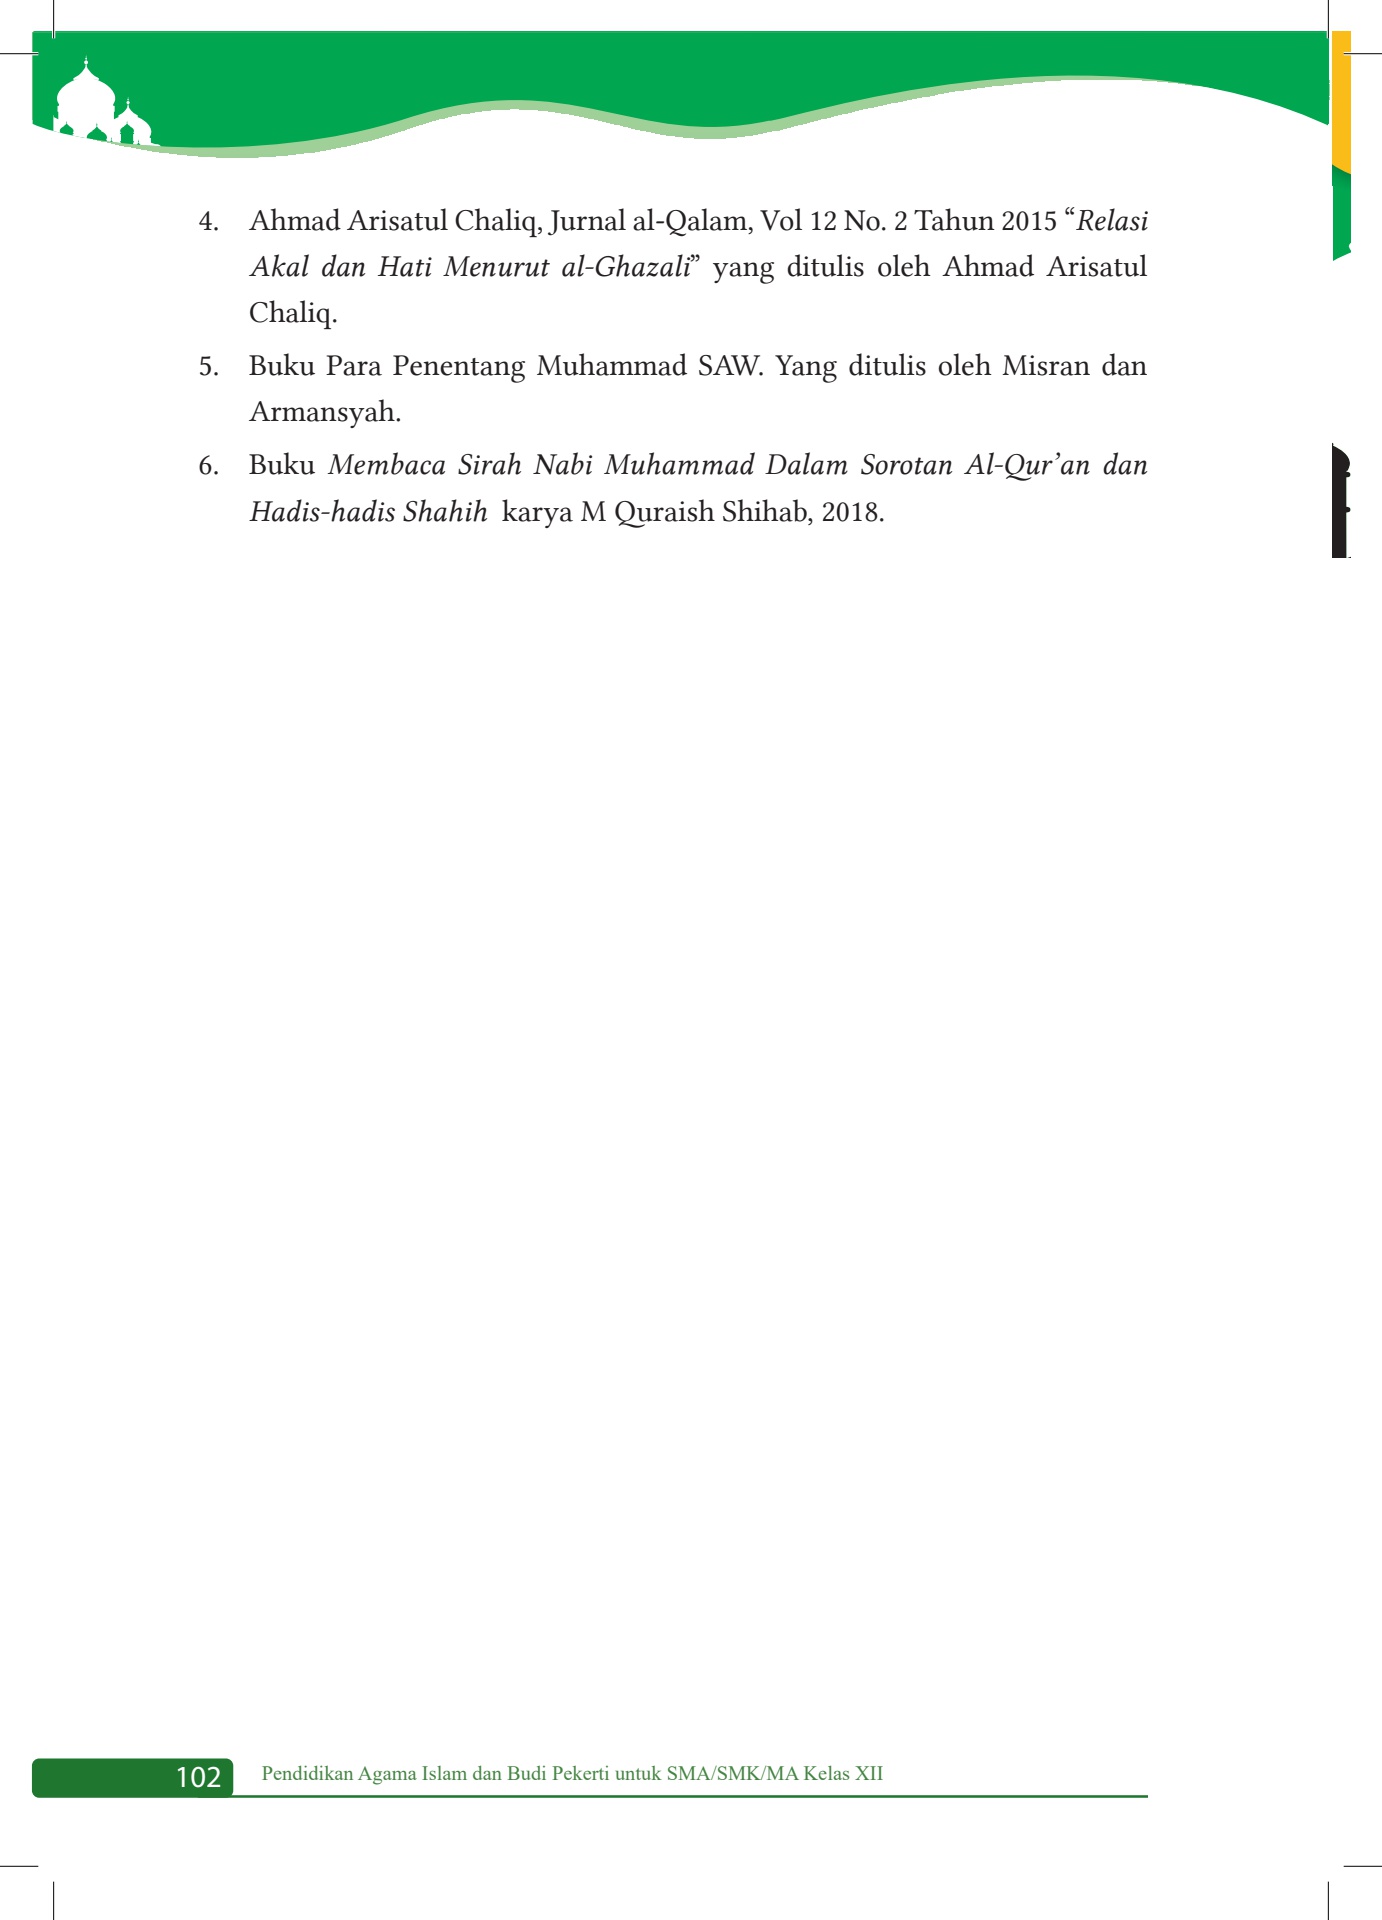 4. Ahmad Arisatul Chaliq, Jurnal al-Qalam, Vol 12 No. 2 Tahun 2015 “Relasi
Akal dan Hati Menurut al-Ghazali” yang ditulis oleh Ahmad Arisatul
Chaliq.
5. Buku Para Penentang Muhammad SAW. Yang ditulis oleh Misran dan
Armansyah.
6. Buku Membaca Sirah Nabi Muhammad Dalam Sorotan Al-Qur’an dan
Hadis-hadis Shahih karya M Quraish Shihab, 2018.
102 Pendidikan Agama Islam dan Budi Pekerti untuk SMA/SMK/MA Kelas XII